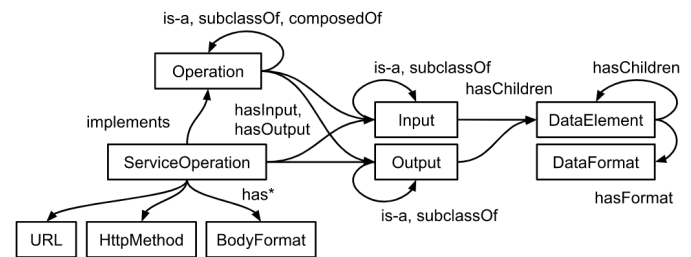 is-a, subclassOf, composedOf
Operation
is-a, subclassOf
hasChildren
hasChildren
implements
hasInput,
hasOutput
Input
DataElement
ServiceOperation
Output
DataFormat
has*
is-a, subclassOf
hasFormat
URL
HttpMethod
BodyFormat